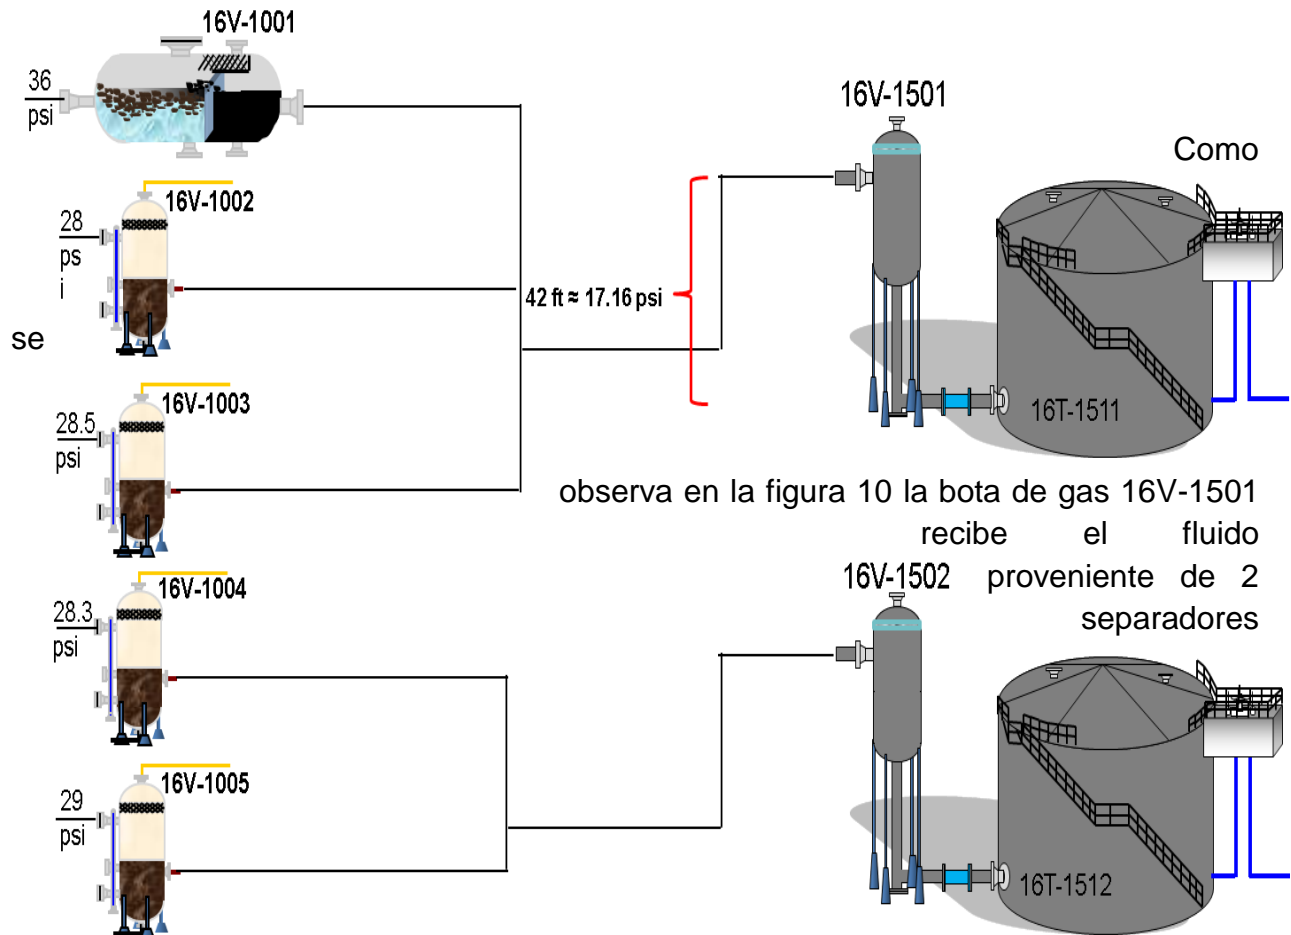 16V-1001
36
psi
16V-1002
28
ps
i
16V-1003
28.5
psi
16V-1004
28.3
psi
16V-1005
29
psi
42 ft ≈ 17.16 psi
16V-1501
16T-1511
16V-1502
16T-1512
Como
se
observa en la figura 10 la bota de gas 16V-1501
recibe el fluido
proveniente de 2
separadores